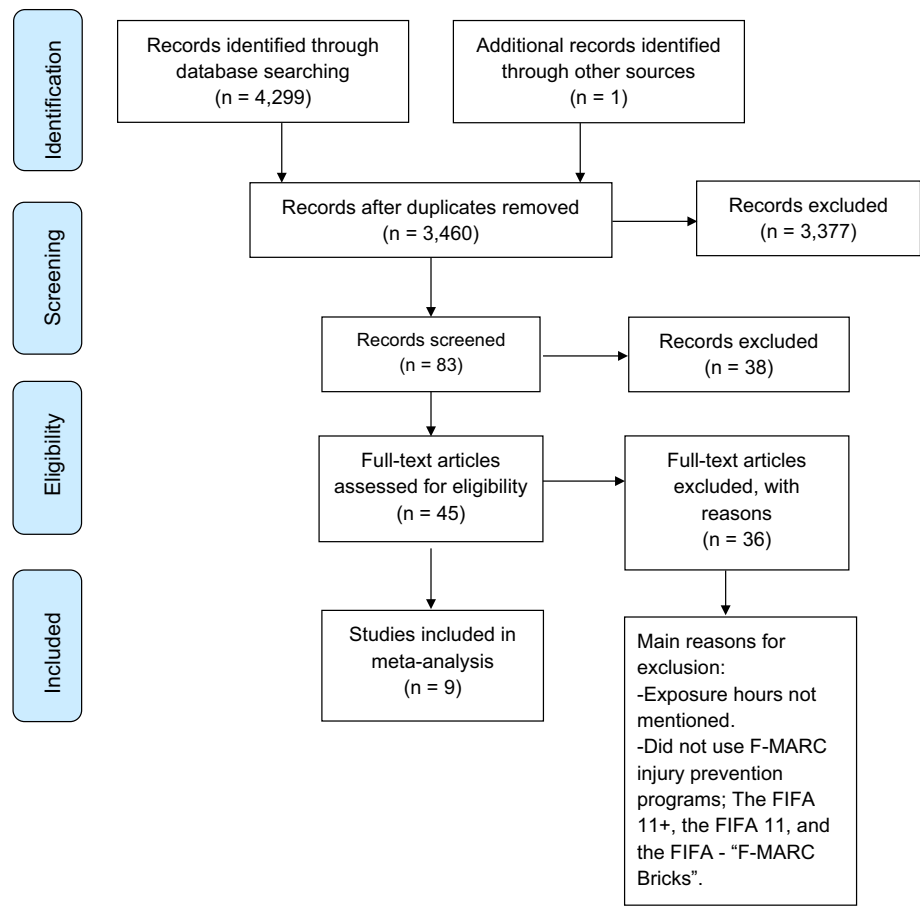 Identification
Records identified through
database searching
(n = 4,299)
Additional records identified
through other sources
(n = 1)
Screening
Records after duplicates removed
(n = 3,460)
Records excluded
(n = 3,377)
Records screened
(n = 83)
Records excluded
(n = 38)
Eligibility
Full-text articles
assessed for eligibility
(n = 45)
Full-text articles
excluded, with
reasons
(n = 36)
Included
Studies included in
meta-analysis
(n = 9)
Main reasons for
exclusion:
-Exposure hours not
mentioned.
-Did not use F-MARC
injury prevention
programs; The FIFA
11+, the FIFA 11, and
the FIFA - “F-MARC
Bricks”.